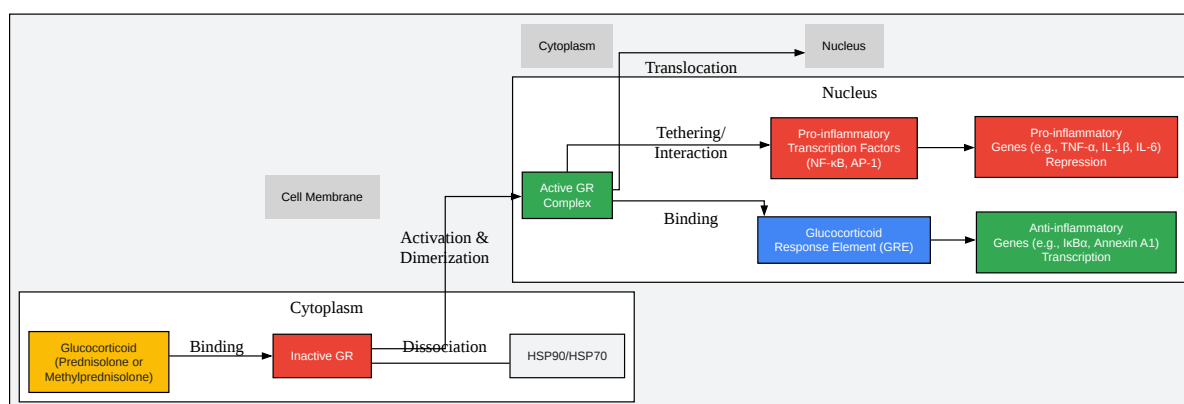 Cytoplasm
Nucleus
Translocation
Nucleus
Tethering/
Interaction
Pro-inflammatory
Transcription Factors
(NF-κB, AP-1)
Pro-inflammatory
Genes (e.g., TNF-α, IL-1β, IL-6)
Repression
Cell Membrane
Active GR
Complex
Binding
Glucocorticoid
Response Element (GRE)
Anti-inflammatory
Genes (e.g., IκBα, Annexin A1)
Transcription
Activation &
Dimerization
Cytoplasm
Glucocorticoid
(Prednisolone or
Methylprednisolone)
Binding
Inactive GR
Dissociation
HSP90/HSP70